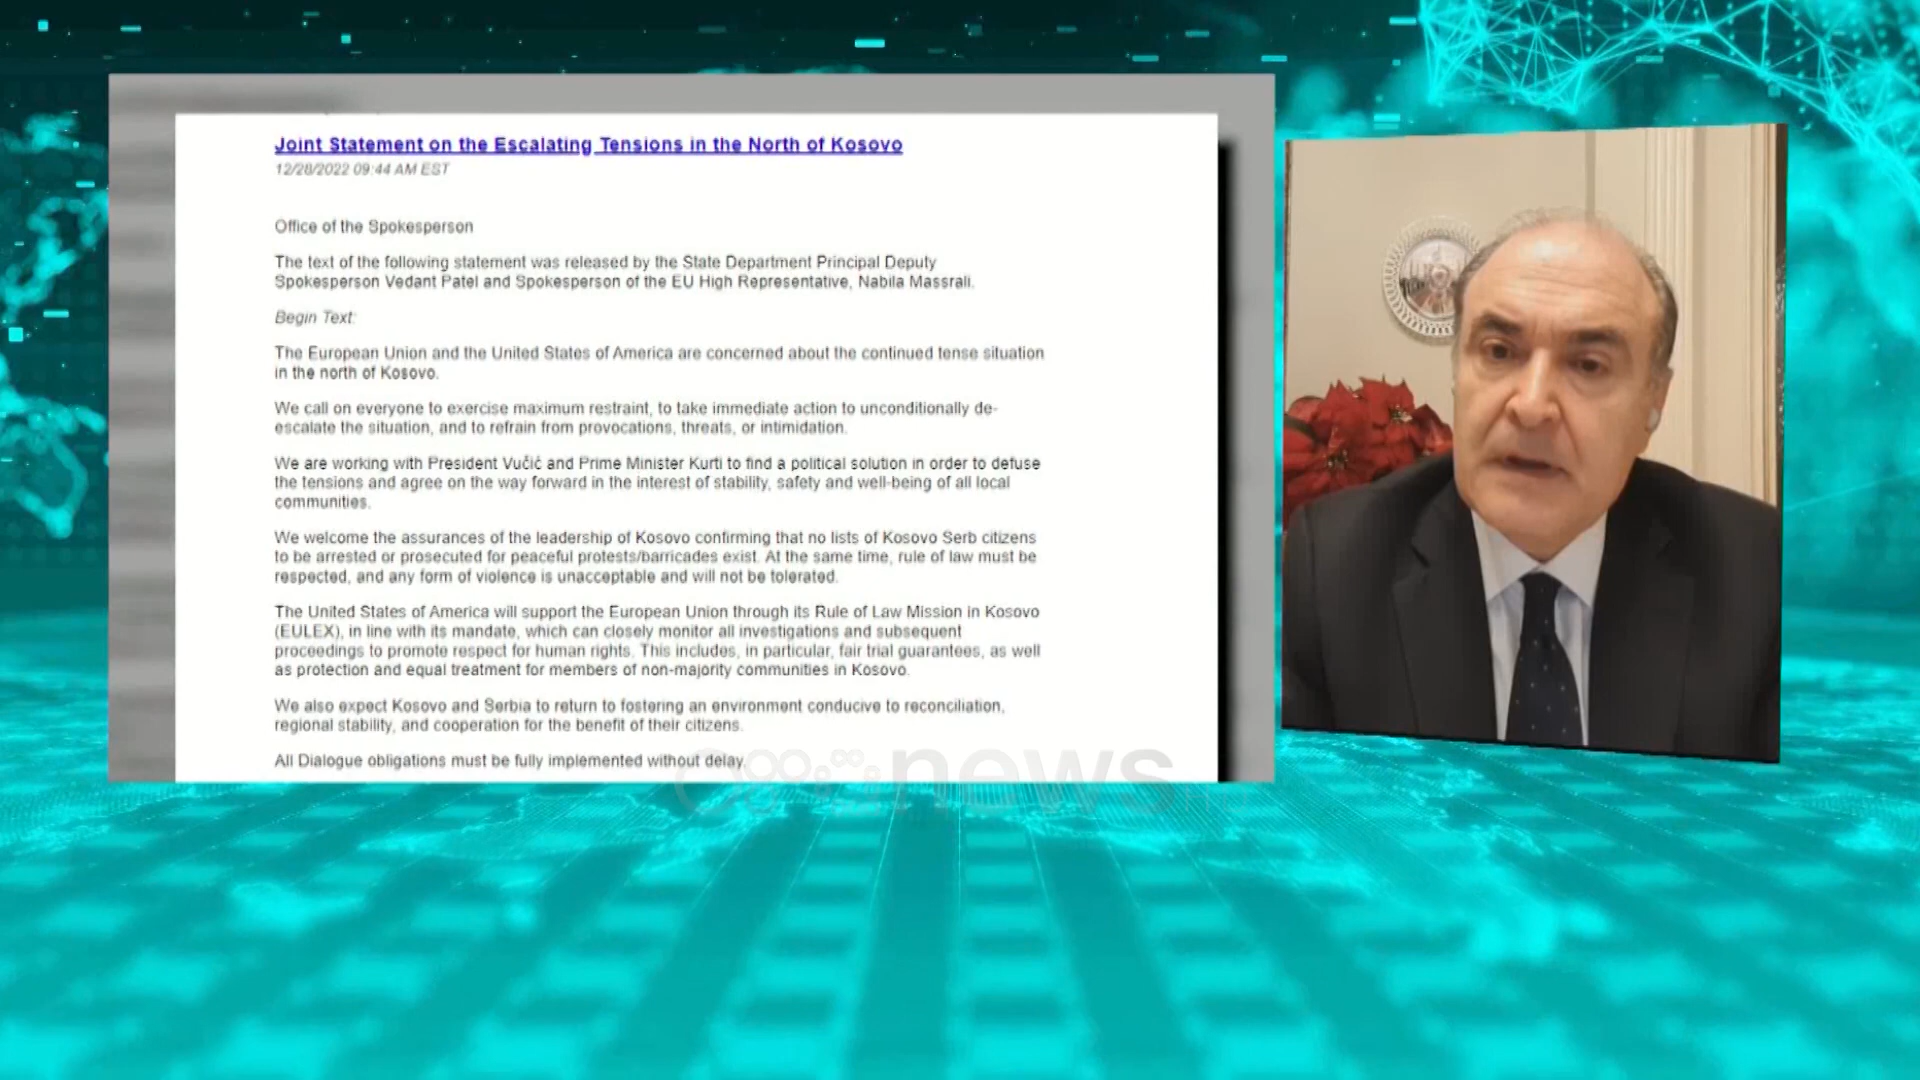 Joint Statement on the Escalating Tensions in the North of Kosovo
12/28/2022 09:44 AM EST
Office of the Spokesperson
The text of the following statement was released by the State Department Principal Deputy
Spokesperson Vedant Patel and Spokesperson of the EU High Representative, Nabila Massrali.
Begin Text:
The European Union and the United States of America are concerned about the continued tense situation
in the north of Kosovo.
We call on everyone to exercise maximum restraint, to take immediate action to unconditionally de-
escalate the situation, and to refrain from provocations, threats, or intimidation.
We are working with President Vučić and Prime Minister Kurti to find a political solution in order to defuse
the tensions and agree on the way forward in the interest of stability, safety and well-being of all local
communities.
We welcome the assurances of the leadership of Kosovo confirming that no lists of Kosovo Serb citizens
to be arrested or prosecuted for peaceful protests/barricades exist. At the same time, rule of law must be
respected, and any form of violence is unacceptable and will not be tolerated.
The United States of America will support the European Union through its Rule of Law Mission in Kosovo
(EULEX), in line with its mandate, which can closely monitor all investigations and subsequent
proceedings to promote respect for human rights. This includes, in particular, fair trial guarantees, as well
as protection and equal treatment for members of non-majority communities in Kosovo.
We also expect Kosovo and Serbia to return to fostering an environment conducive to reconciliation,
regional stability, and cooperation for the benefit of their citizens.
All Dialogue obligations must be fully implemented without delay.
news